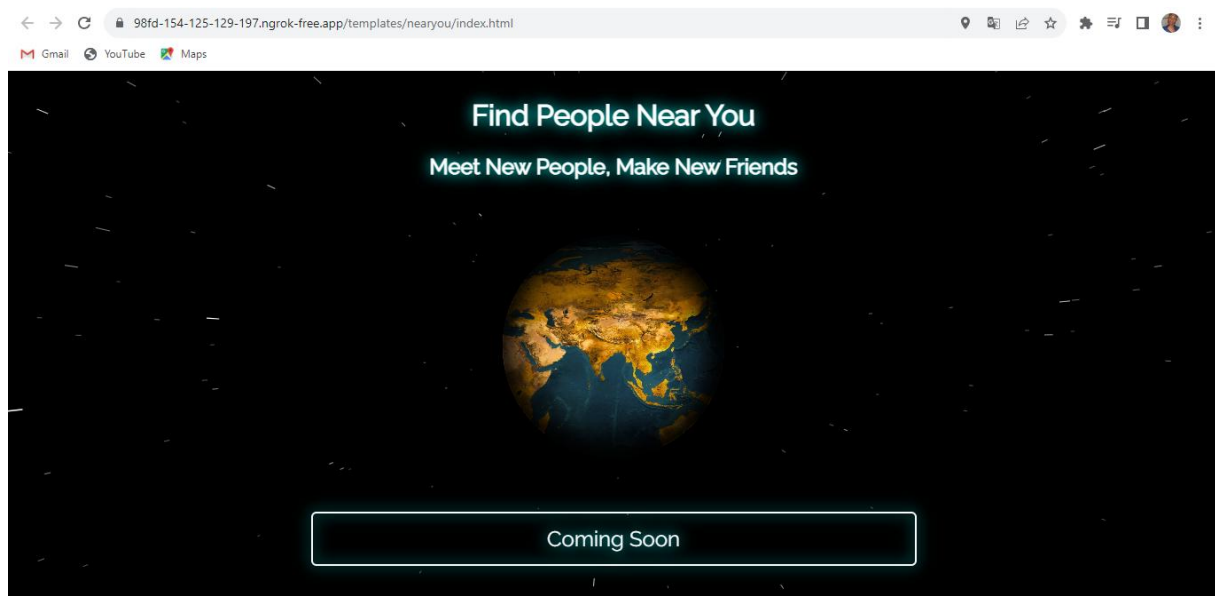 98fd-154-125-129-197.ngrok-free.app/templates/nearyou/index.html
Gmail YouTube Maps
Find People Near You
Meet New People, Make New Friends
Coming Soon